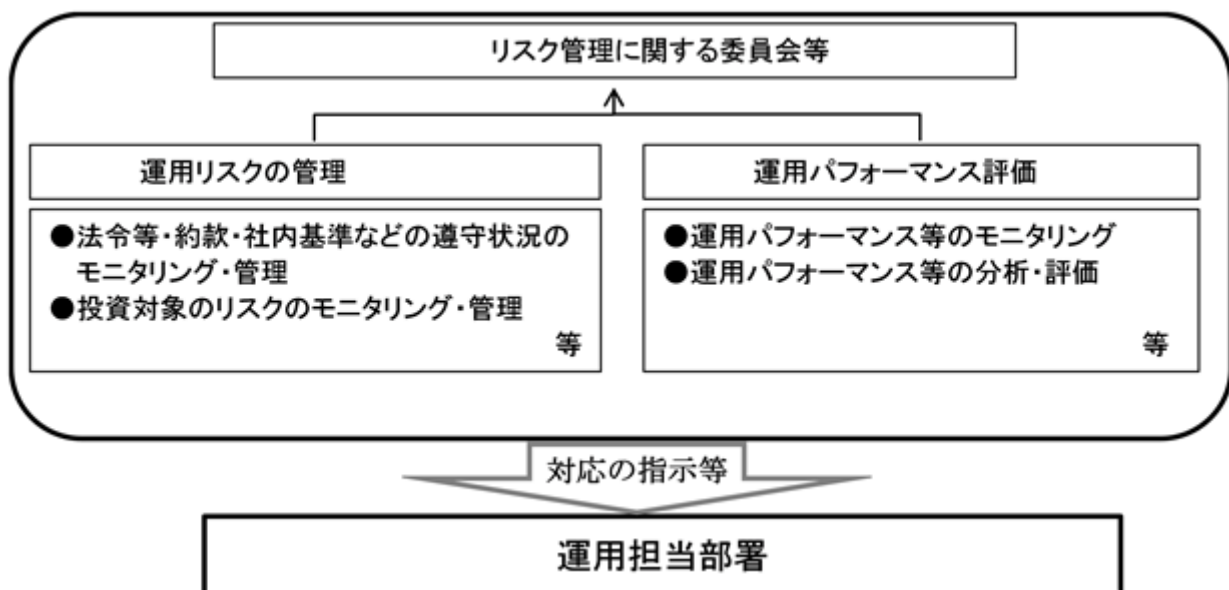 リスク管理に関する委員会等
運用リスクの管理
●法令等・約款・社内基準などの遵守状況の
モニタリング・管理
●投資対象のリスクのモニタリング・管理
等
運用パフォーマンス評価
●運用パフォーマンス等のモニタリング
●運用パフォーマンス等の分析・評価
等
対応の指示等
運用担当部署